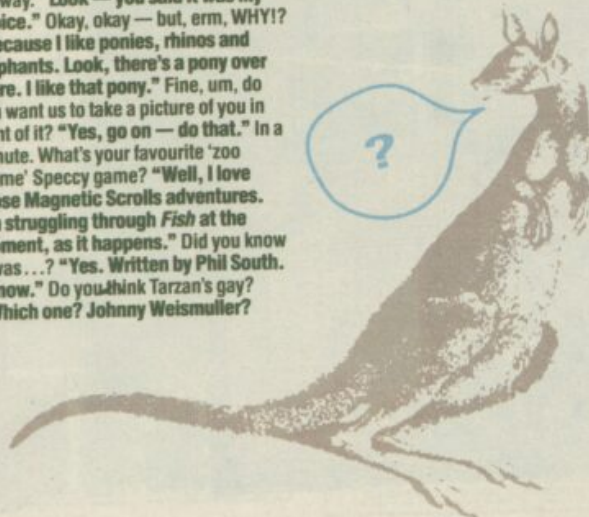 way. "Look — you said it was my
ice." Okay, okay — but, erm, WHY!?
ecause I like ponies, rhinos and
phants. Look, there's a pony over
re. I like that pony." Fine, um, do
u want us to take a picture of you in
nt of it? "Yes, go on — do that." In a
nute. What's your favourite 'zoo
me' Speccy game? "Well, I love
ose Magnetic Scrolls adventures.
struggling through Fish at the
oment, as it happens." Did you know
was...? "Yes. Written by Phil South.
now." Do you think Tarzan's gay?
Which one? Johnny Weismuller?
?